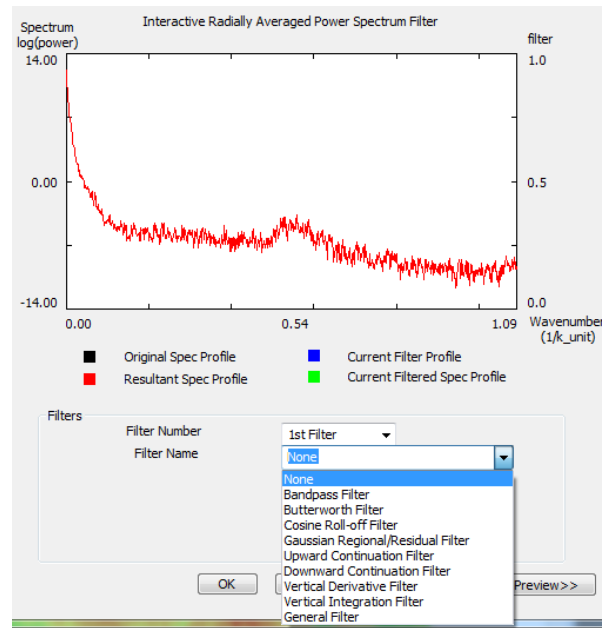 Interactive Radially Averaged Power Spectrum Filter
Spectrum
log(power)
filter
14.00
1.0
0.00
0.5
-14.00
0.0
0.00
0.54
1.09
Wavenumber
(1/k_unit)
Original Spec Profile
Current Filter Profile
Resultant Spec Profile
Current Filtered Spec Profile
Filters
Filter Number
1st Filter
Filter Name
None
None
Bandpass Filter
Butterworth Filter
Cosine Roll-off Filter
Gaussian Regional/Residual Filter
Upward Continuation Filter
Downward Continuation Filter
Vertical Derivative Filter
Vertical Integration Filter
General Filter
OK
Preview>>